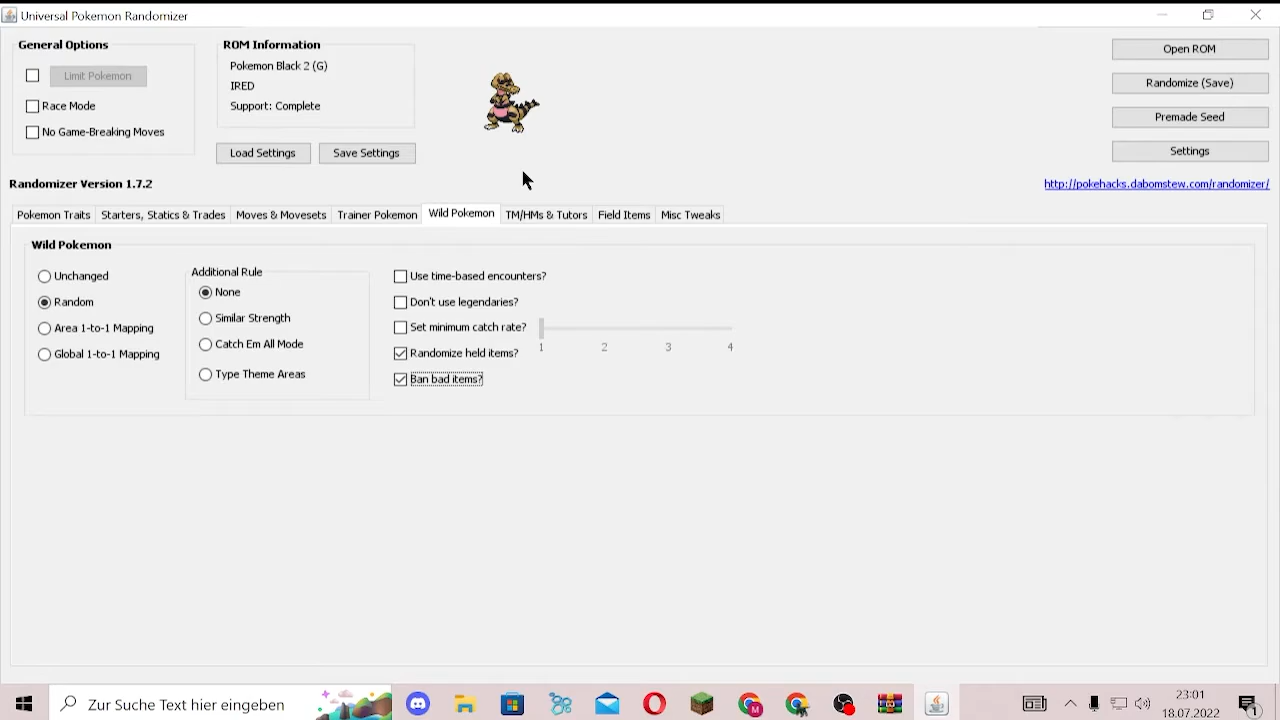 Universal Pokemon Randomizer
General Options
Limit Pokemon
Race Mode
No Game-Breaking Moves
ROM Information
Pokemon Black 2 (G)
IRED
Support: Complete
Load Settings
Save Settings
Open ROM
Randomize (Save)
Premade Seed
Settings
Randomizer Version 1.7.2
http://pokehacks.dabomstew.com/randomizer/
Pokemon Traits
Starters, Statics & Trades
Moves & Movesets
Trainer Pokemon
Wild Pokemon
TM/HMs & Tutors
Field Items
Misc Tweaks
Wild Pokemon
Unchanged
Random
Area 1-to-1 Mapping
Global 1-to-1 Mapping
Additional Rule
None
Similar Strength
Catch Em All Mode
Type Theme Areas
Use time-based encounters?
Don't use legendaries?
Set minimum catch rate?
1 2 3 4
Randomize held items?
Ban bad items?
Zur Suche Text hier eingeben
23:01
18.07.2022
1